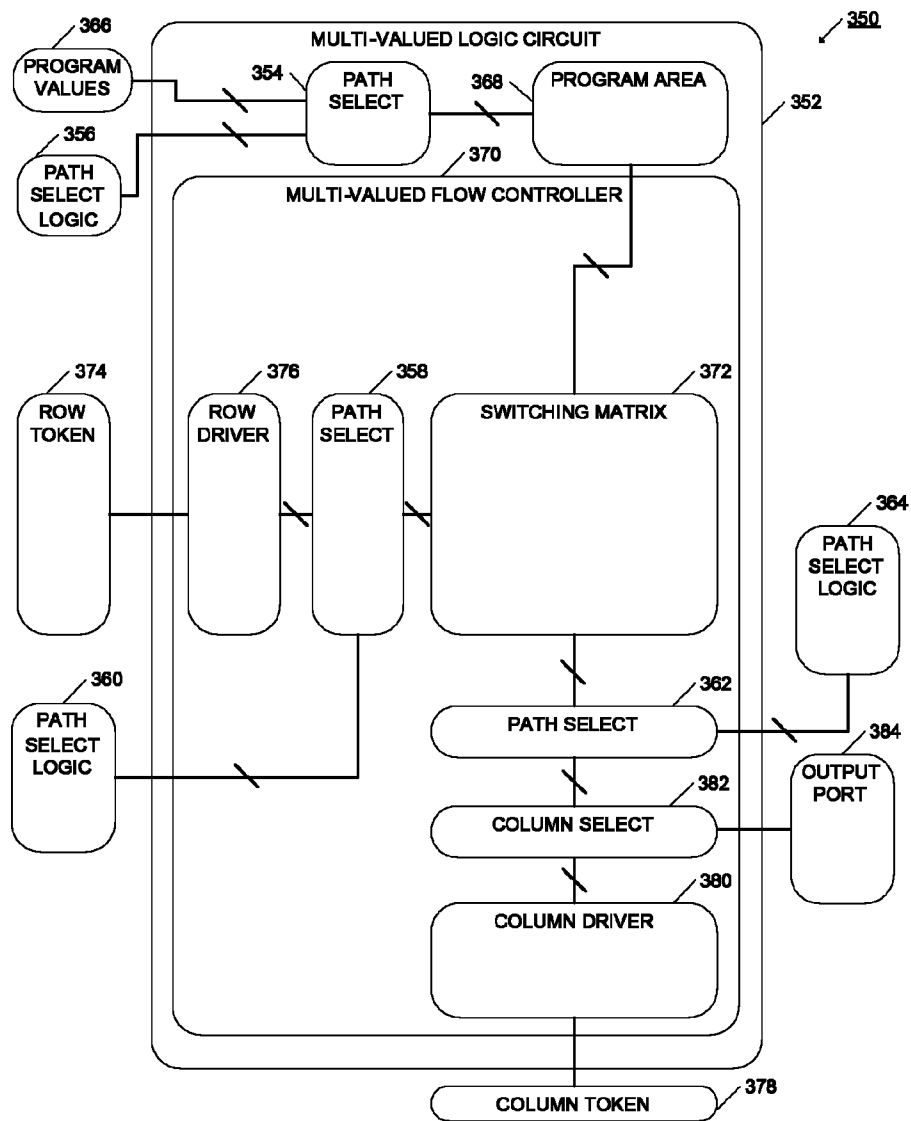 366
350
MULTI-VALUED LOGIC CIRCUIT
PROGRAM
VALUES
354
PATH
SELECT
368
PROGRAM AREA
352
356
PATH
SELECT
LOGIC
370
MULTI-VALUED FLOW CONTROLLER
374
ROW
TOKEN
376
ROW
DRIVER
358
PATH
SELECT
372
SWITCHING MATRIX
364
PATH
SELECT
LOGIC
360
PATH
SELECT
LOGIC
362
PATH SELECT
384
OUTPUT
PORT
382
COLUMN SELECT
380
COLUMN DRIVER
378
COLUMN TOKEN